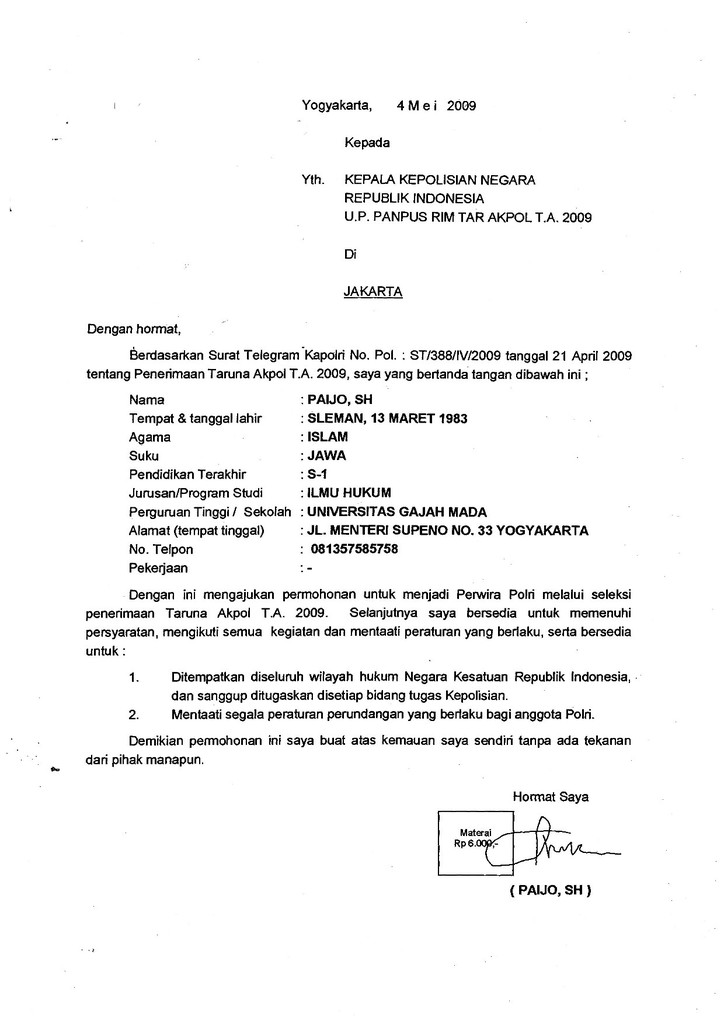 Yogyakarta, 4 M e i 2009
Kepada
Yth. KEPALA KEPOLISIAN NEGARA
REPUBLIK INDONESIA
U.P. PANPUS RIM TAR AKPOL T.A. 2009
Di
JAKARTA
Dengan hormat,
Berdasarkan Surat Telegram Kapolri No. Pol. : ST/388/IV/2009 tanggal 21 April 2009
tentang Penerimaan Taruna Akpol T.A. 2009, saya yang bertanda tangan dibawah ini ;
Nama : PAIJO, SH
Tempat & tanggal lahir : SLEMAN, 13 MARET 1983
Agama : ISLAM
Suku : JAWA
Pendidikan Terakhir : S-1
Jurusan/Program Studi : ILMU HUKUM
Perguruan Tinggi / Sekolah : UNIVERSITAS GAJAH MADA
Alamat (tempat tinggal) : JL. MENTERI SUPENO NO. 33 YOGYAKARTA
No. Telpon : 081357585758
Pekerjaan : -
Dengan ini mengajukan permohonan untuk menjadi Perwira Polri melalui seleksi
penerimaan Taruna Akpol T.A. 2009. Selanjutnya saya bersedia untuk memenuhi
persyaratan, mengikuti semua kegiatan dan mentaati peraturan yang berlaku, serta bersedia
untuk :
1. Ditempatkan diseluruh wilayah hukum Negara Kesatuan Republik Indonesia,
dan sanggup ditugaskan disetiap bidang tugas Kepolisian.
2. Mentaati segala peraturan perundangan yang berlaku bagi anggota Polri.
Demikian permohonan ini saya buat atas kemauan saya sendiri tanpa ada tekanan
dari pihak manapun.
Hormat Saya
Materai
Rp 6.000,-
( PAIJO, SH )